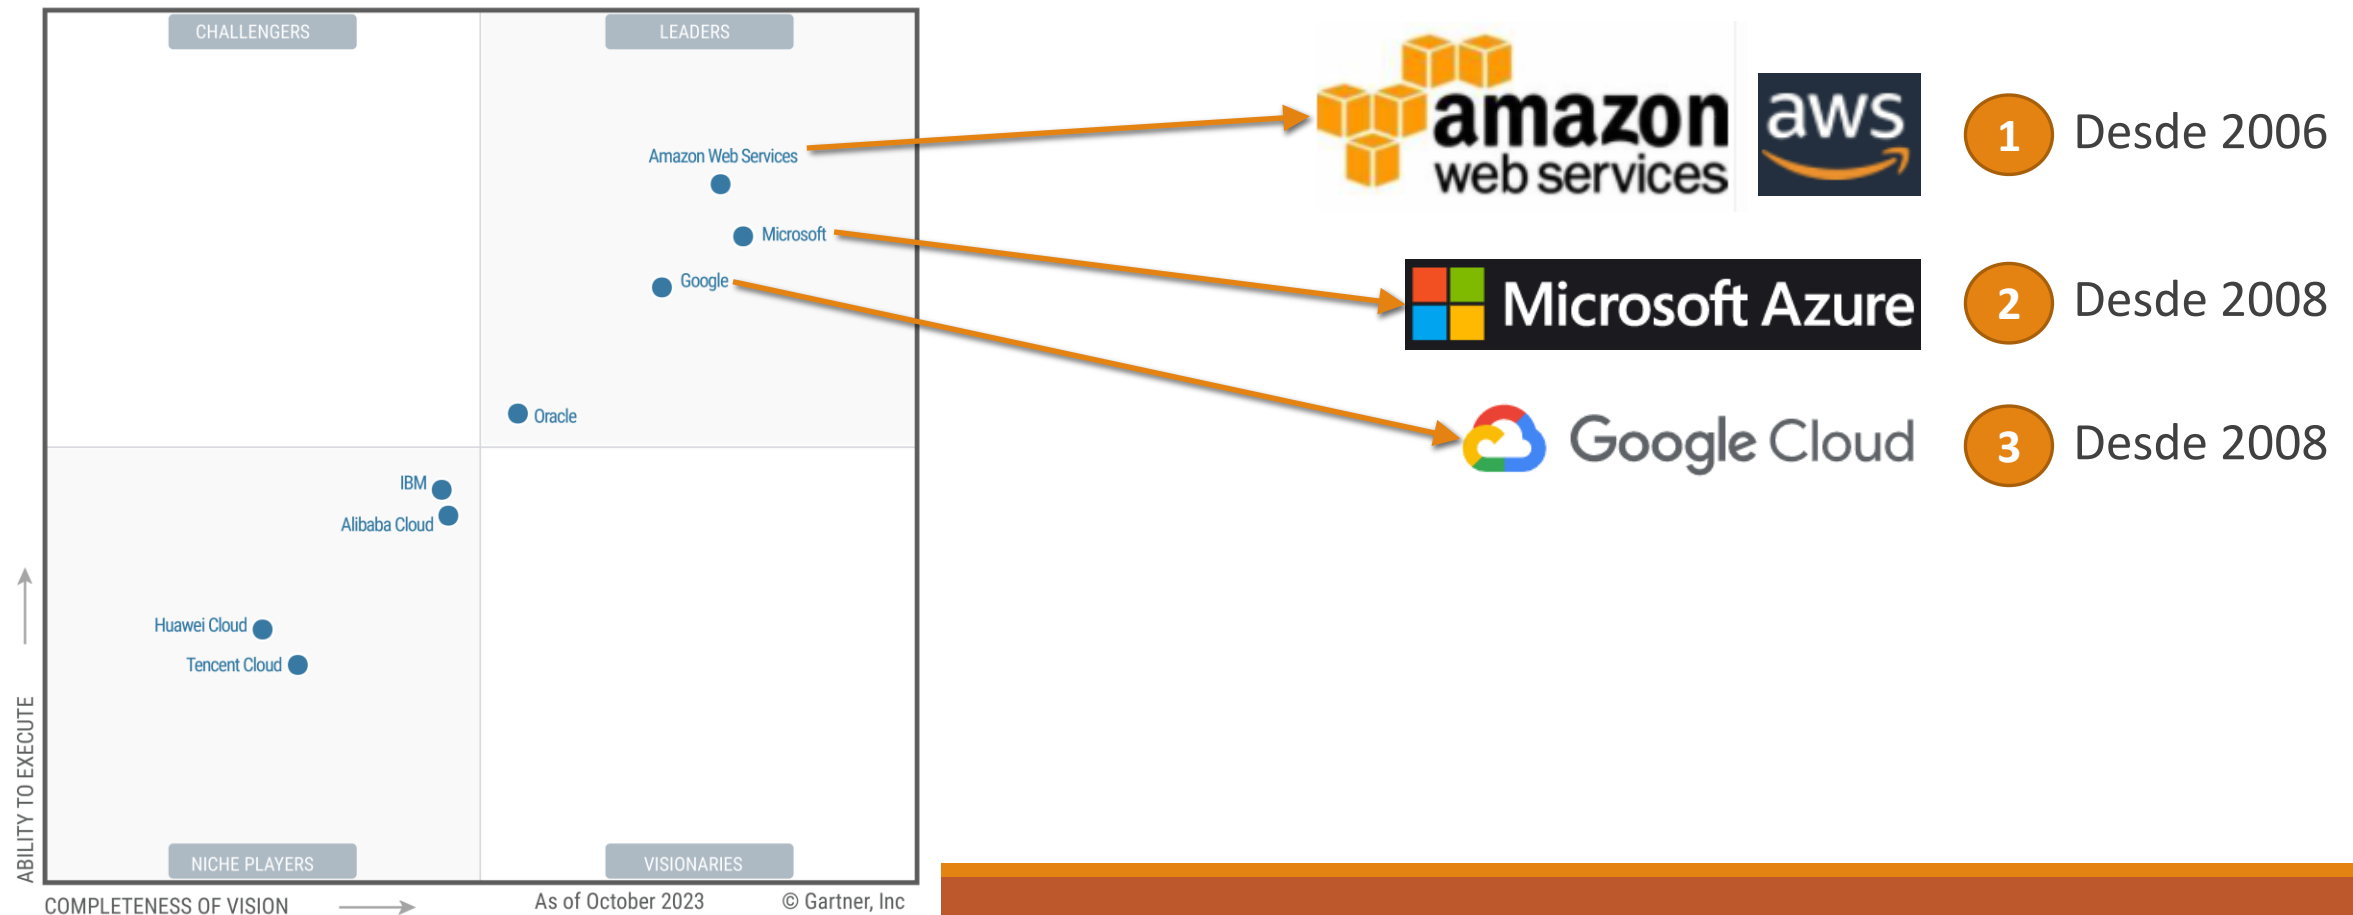 CHALLENGERS
LEADERS
Amazon Web Services
Microsoft
Google
Oracle
IBM
Alibaba Cloud
Huawei Cloud
Tencent Cloud
NICHE PLAYERS
VISIONARIES
ABILITY TO EXECUTE
COMPLETENESS OF VISION
As of October 2023
© Gartner, Inc
amazon
web services
aws
1 Desde 2006
Microsoft Azure
2 Desde 2008
Google Cloud
3 Desde 2008